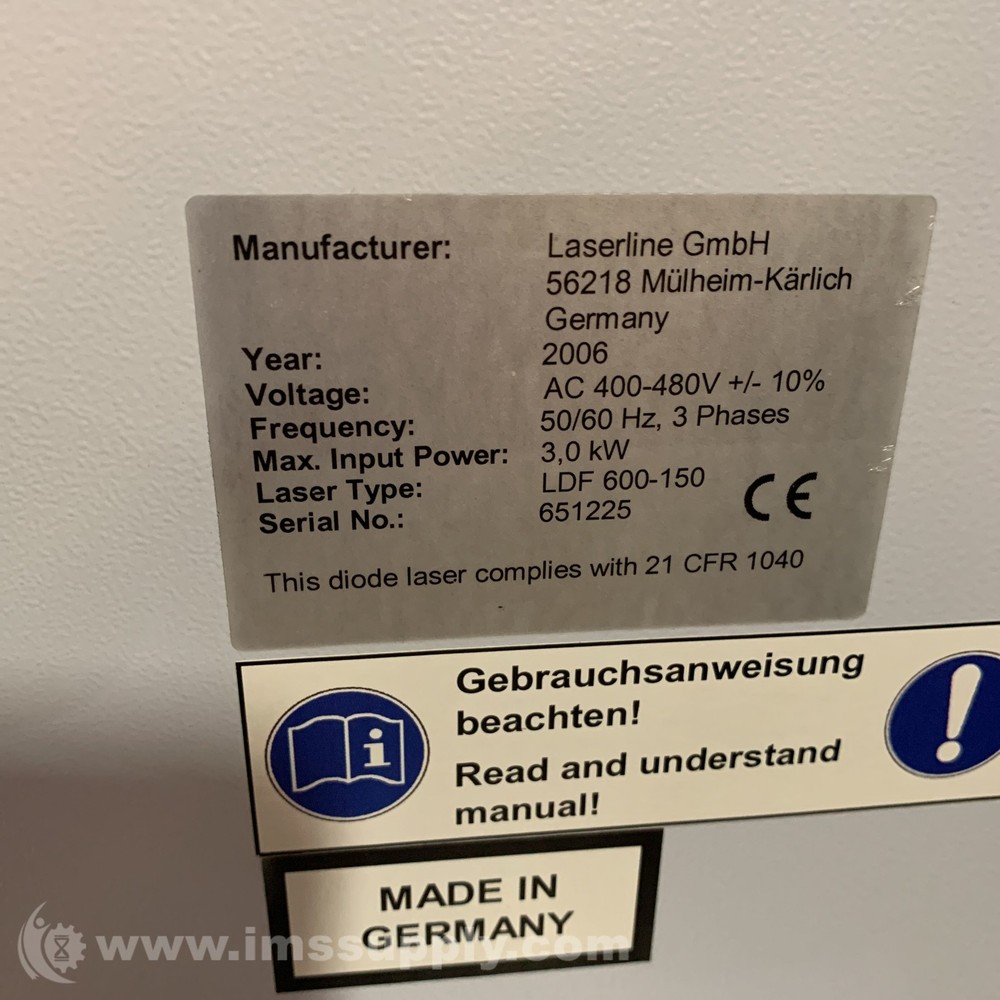 Manufacturer: Laserline GmbH
56218 Mülheim-Kärlich
Germany
Year: 2006
Voltage: AC 400-480V +/- 10%
Frequency: 50/60 Hz, 3 Phases
Max. Input Power: 3,0 kW
Laser Type: LDF 600-150
Serial No.: 651225
CE
This diode laser complies with 21 CFR 1040
Gebrauchsanweisung
beachten!
Read and understand
manual!
MADE IN
GERMANY
www.imssupply.com